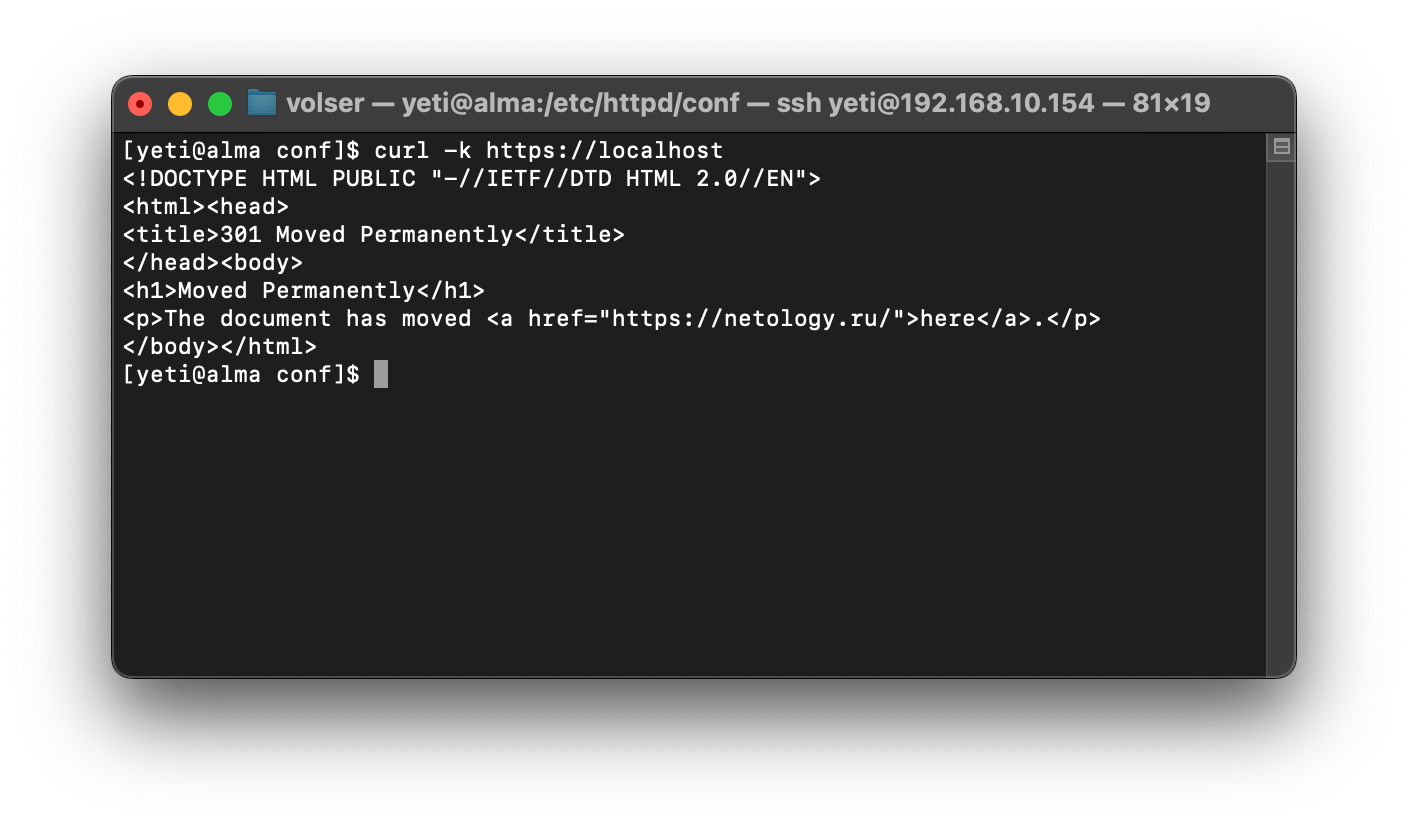 volser — yeti@alma:/etc/httpd/conf — ssh yeti@192.168.10.154 — 81×19
[yeti@alma conf]$ curl -k https://localhost
<!DOCTYPE HTML PUBLIC "-//IETF//DTD HTML 2.0//EN">
<html><head>
<title>301 Moved Permanently</title>
</head><body>
<h1>Moved Permanently</h1>
<p>The document has moved <a href="https://netology.ru/">here</a>.</p>
</body></html>
[yeti@alma conf]$